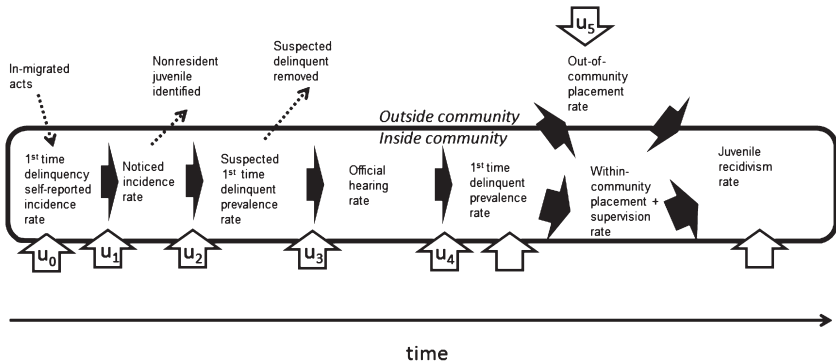 u5
In-migrated
acts
Nonresident
juvenile
identified
Suspected
delinquent
removed
Out-of-
community
placement
rate
Outside community
Inside community
1st time
delinquency
self-reported
incidence
rate
Noticed
incidence
rate
Suspected
1st time
delinquent
prevalence
rate
Official
hearing
rate
1st time
delinquent
prevalence
rate
Within-
community
placement +
supervision
rate
Juvenile
recidivism
rate
u0
u1
u2
u3
u4
time